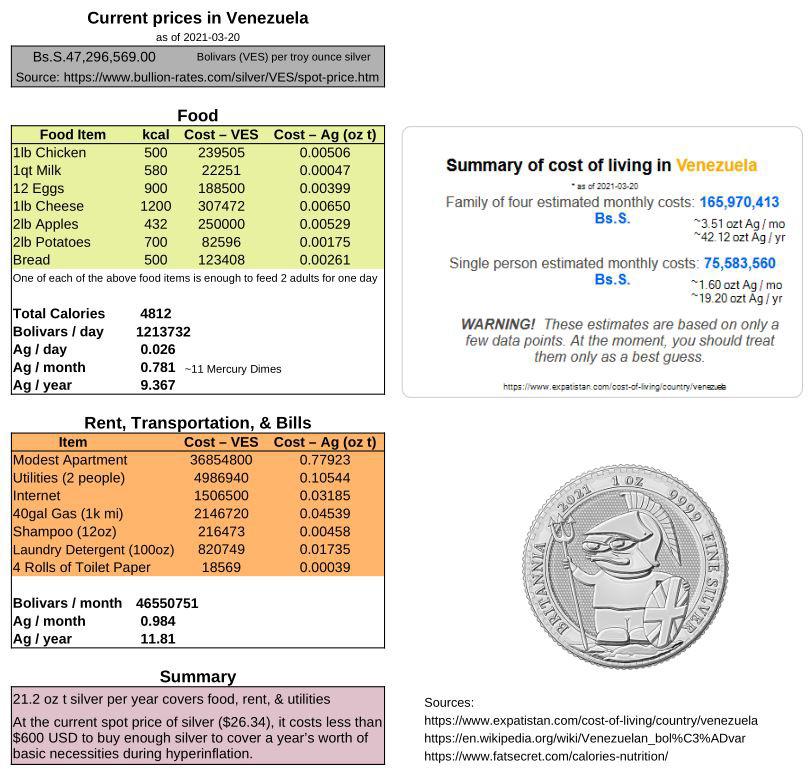 Current prices in Venezuela
as of 2021-03-20
Bs.S.47,296,569.00 Bolivars (VES) per troy ounce silver
Source: https://www.bullion-rates.com/silver/VES/spot-price.htm
Food
Food Item kcal Cost – VES Cost – Ag (oz t)
1lb Chicken 500 239505 0.00506
1qt Milk 580 22251 0.00047
12 Eggs 900 188500 0.00399
1lb Cheese 1200 307472 0.00650
2lb Apples 432 250000 0.00529
2lb Potatoes 700 82596 0.00175
Bread 500 123408 0.00261
One of each of the above food items is enough to feed 2 adults for one day
Total Calories 4812
Bolivars / day 1213732
Ag / day 0.026
Ag / month 0.781 ~11 Mercury Dimes
Ag / year 9.367
Summary of cost of living in Venezuela
* as of 2021-03-20
Family of four estimated monthly costs: 165,970,413
Bs.S.
~3.51 ozt Ag / mo
~42.12 ozt Ag / yr
Single person estimated monthly costs: 75,583,560
Bs.S.
~1.60 ozt Ag / mo
~19.20 ozt Ag / yr
WARNING! These estimates are based on only a
few data points. At the moment, you should treat
them only as a best guess.
https://www.expatistan.com/cost-of-living/country/venezuela
Rent, Transportation, & Bills
Item Cost – VES Cost – Ag (oz t)
Modest Apartment 36854800 0.77923
Utilities (2 people) 4986940 0.10544
Internet 1506500 0.03185
40gal Gas (1k mi) 2146720 0.04539
Shampoo (12oz) 216473 0.00458
Laundry Detergent (100oz) 820749 0.01735
4 Rolls of Toilet Paper 18569 0.00039
Bolivars / month 46550751
Ag / month 0.984
Ag / year 11.81
BRITANNIA 2021 1 OZ 9999 FINE SILVER
Summary
21.2 oz t silver per year covers food, rent, & utilities
At the current spot price of silver ($26.34), it costs less than
$600 USD to buy enough silver to cover a year's worth of
basic necessities during hyperinflation.
Sources:
https://www.expatistan.com/cost-of-living/country/venezuela
https://en.wikipedia.org/wiki/Venezuelan_bol%C3%ADvar
https://www.fatsecret.com/calories-nutrition/